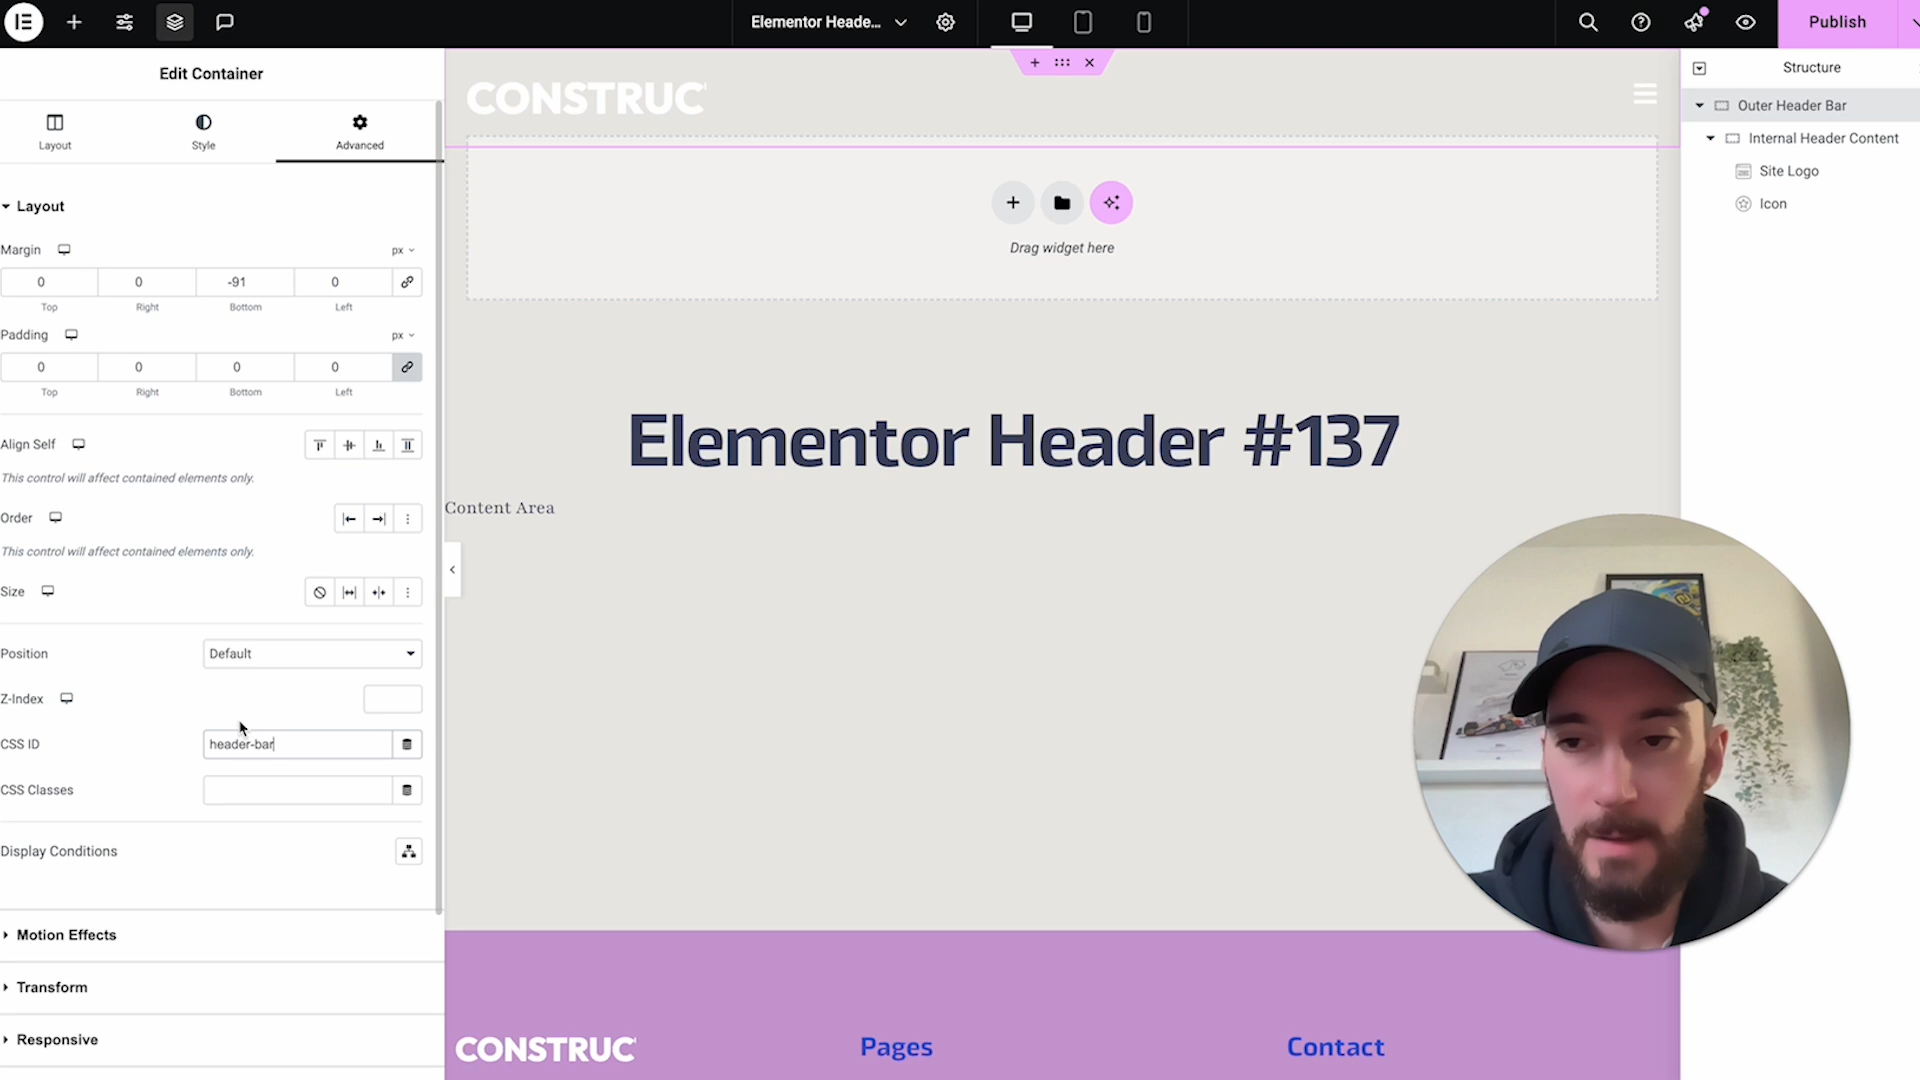 Elementor Heade...
Publish
Edit Container
Structure
Layout
Style
Advanced
CONSTRUC
Outer Header Bar
Internal Header Content
Site Logo
Icon
Layout
Margin
px
0
0
-91
0
Top
Right
Bottom
Left
Drag widget here
Padding
px
0
0
0
0
Top
Right
Bottom
Left
Align Self
This control will affect contained elements only.
Elementor Header #137
Content Area
Order
This control will affect contained elements only.
Size
Position
Default
Z-Index
CSS ID
header-bar
CSS Classes
Display Conditions
Motion Effects
Transform
Responsive
CONSTRUC
Pages
Contact